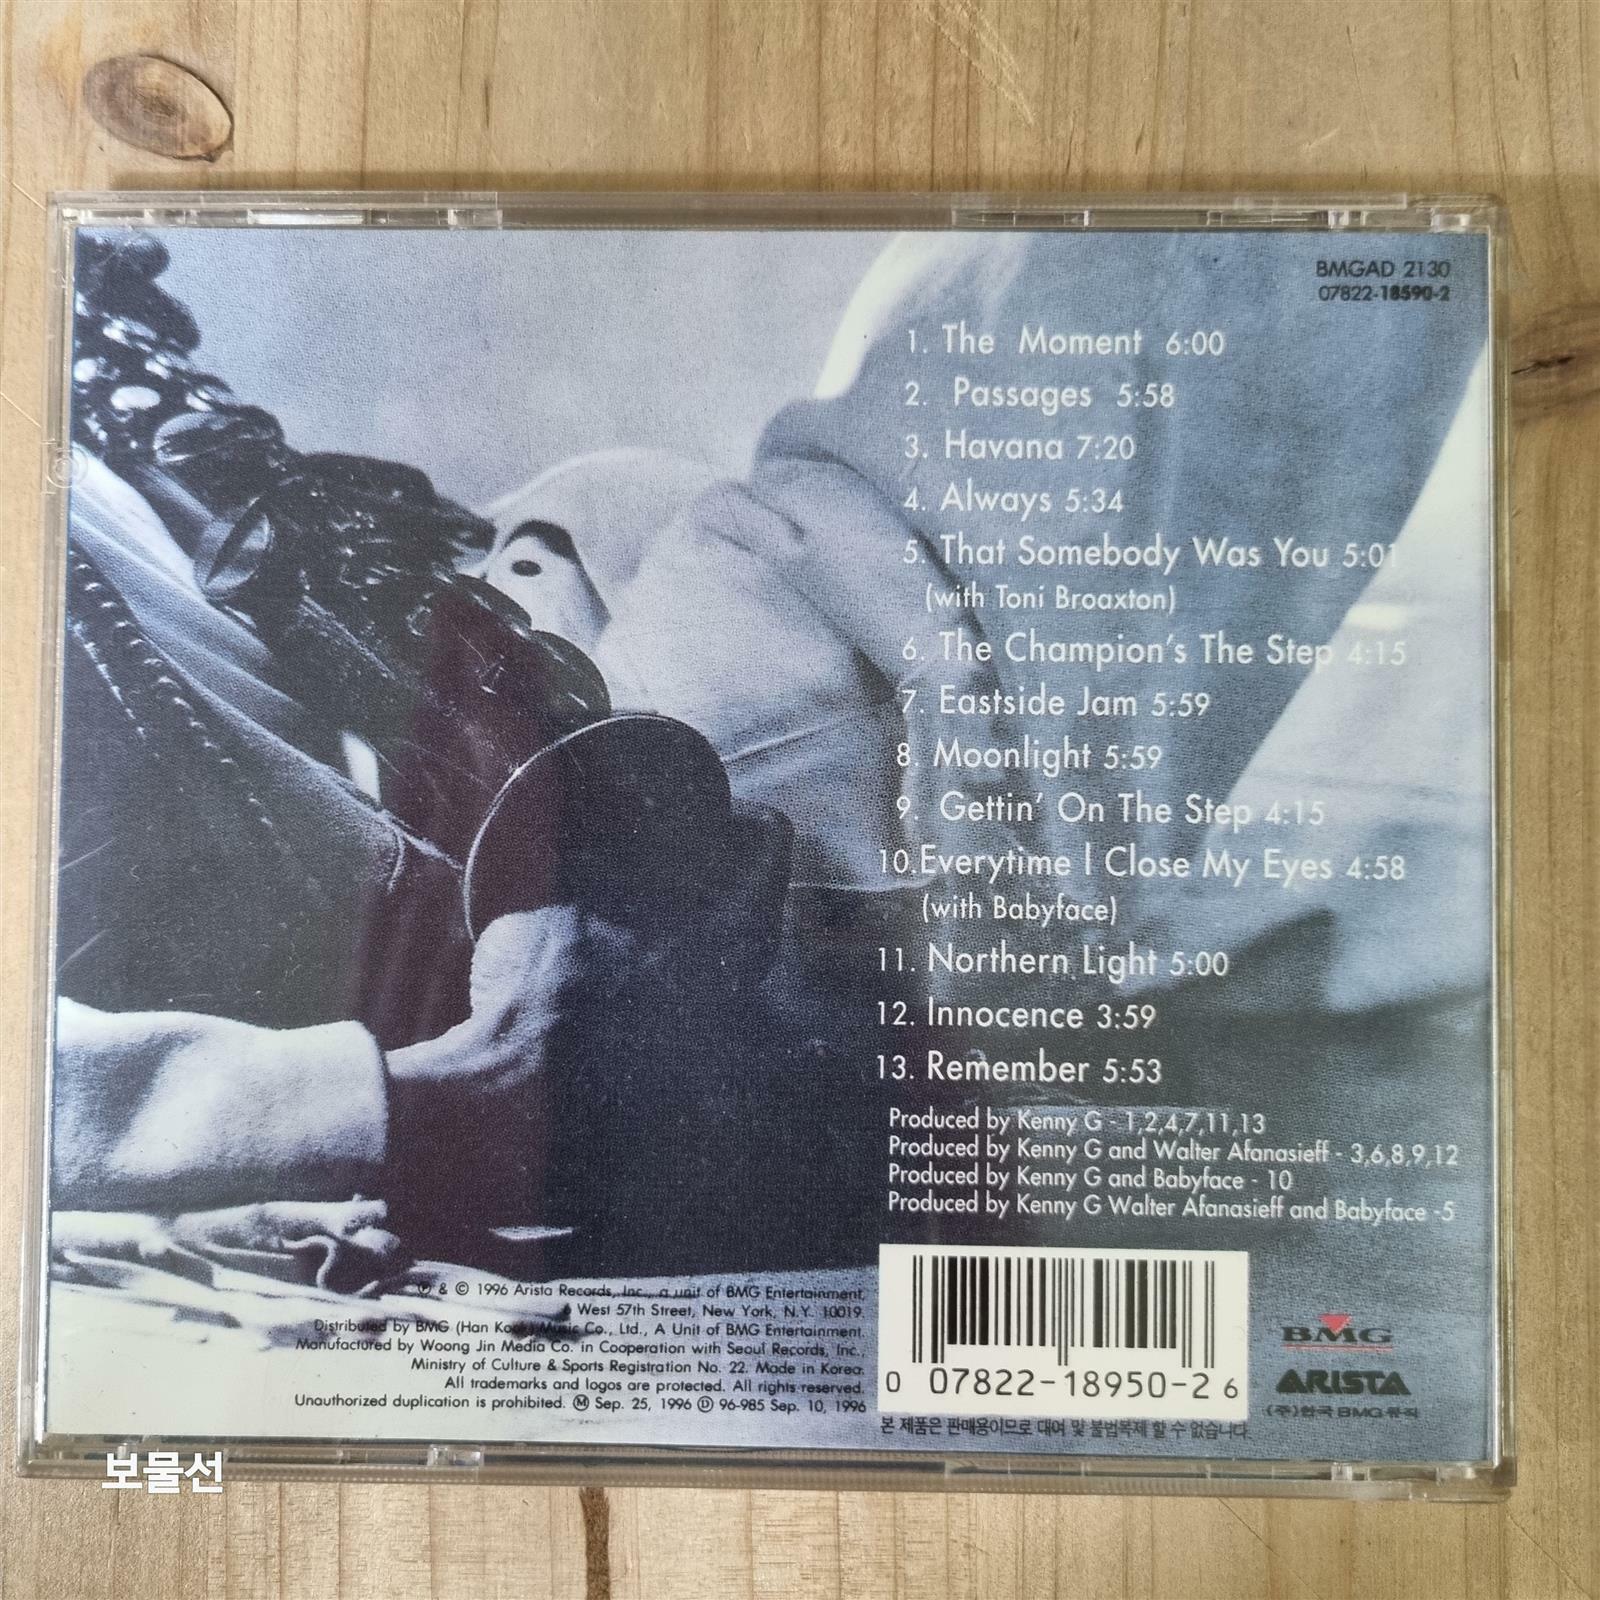 BMGAD 2130
07822-18590-2
1. The Moment 6:00
2. Passages 5:58
3. Havana 7:20
4. Always 5:34
5. That Somebody Was You 5:01
(with Toni Broaxton)
6. The Champion's The Step 4:15
7. Eastside Jam 5:59
8. Moonlight 5:59
9. Gettin' On The Step 4:15
10.Everytime I Close My Eyes 4:58
(with Babyface)
11. Northern Light 5:00
12. Innocence 3:59
13. Remember 5:53
Produced by Kenny G - 1,2,4,7,11,13
Produced by Kenny G and Walter Afanasieff - 3,6,8,9,12
Produced by Kenny G and Babyface - 10
Produced by Kenny G Walter Afanasieff and Babyface -5
℗ & © 1996 Arista Records, Inc., a unit of BMG Entertainment,
6 West 57th Street, New York, N.Y. 10019.
Distributed by BMG (Han Kook) Music Co., Ltd., A Unit of BMG Entertainment.
Manufactured by Woong Jin Media Co. in Cooperation with Seoul Records, Inc.,
Ministry of Culture & Sports Registration No. 22. Made in Korea.
All trademarks and logos are protected. All rights reserved.
Unauthorized duplication is prohibited. Ⓜ Sep. 25, 1996 Ⓓ 96-985 Sep. 10, 1996
0 07822-18950-2 6
본 제품은 판매용이므로 대여 및 불법복제 할 수 없습니다.
BMG
ARISTA
(주)한국 BMG 뮤직
보물선